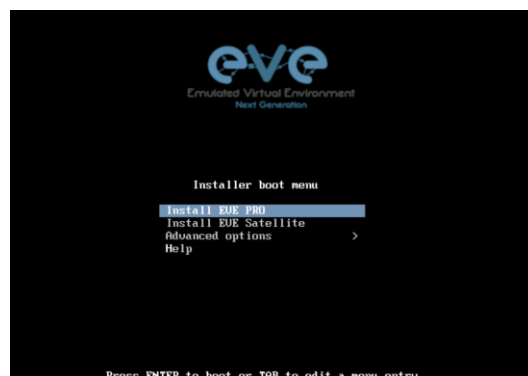 eve
Emulated Virtual Environment
Next Generation
Installer boot menu
Install EVE PRO
Install EVE Satellite
Advanced options >
Help
Press ENTER to boot or TAB to edit a menu entry